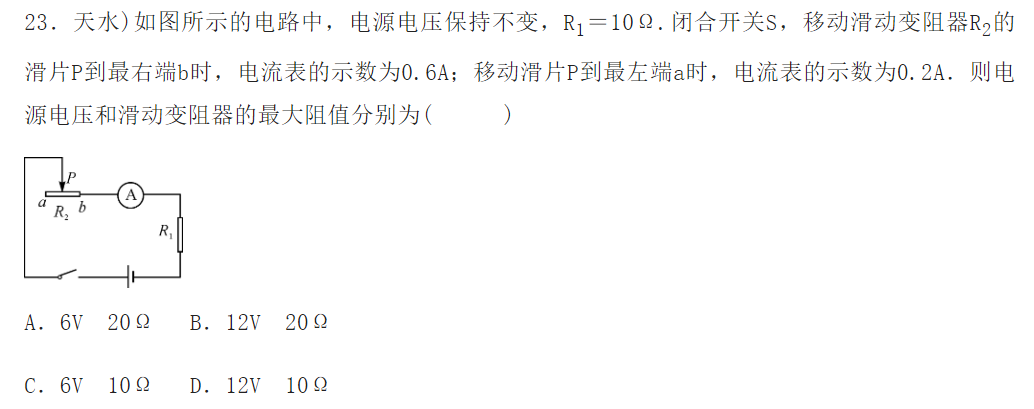 23. 天水)如图所示的电路中，电源电压保持不变，R₁＝10Ω.闭合开关S，移动滑动变阻器R₂的
滑片P到最右端b时，电流表的示数为0.6A；移动滑片P到最左端a时，电流表的示数为0.2A．则电
源电压和滑动变阻器的最大阻值分别为(　　)
P
A
a R₂ b
R₁
A. 6V 20Ω B. 12V 20Ω
C. 6V 10Ω D. 12V 10Ω